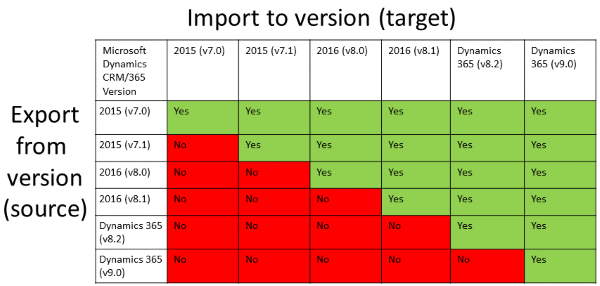 Import to version (target)
Export
from
version
(source)
Microsoft
Dynamics
CRM/365
Version
2015 (v7.0)
2015 (v7.1)
2016 (v8.0)
2016 (v8.1)
Dynamics
365 (v8.2)
Dynamics
365 (v9.0)
2015 (v7.0)
Yes
Yes
Yes
Yes
Yes
Yes
2015 (v7.1)
No
Yes
Yes
Yes
Yes
Yes
2016 (v8.0)
No
No
Yes
Yes
Yes
Yes
2016 (v8.1)
No
No
No
Yes
Yes
Yes
Dynamics 365
(v8.2)
No
No
No
No
Yes
Yes
Dynamics 365
(v9.0)
No
No
No
No
No
Yes